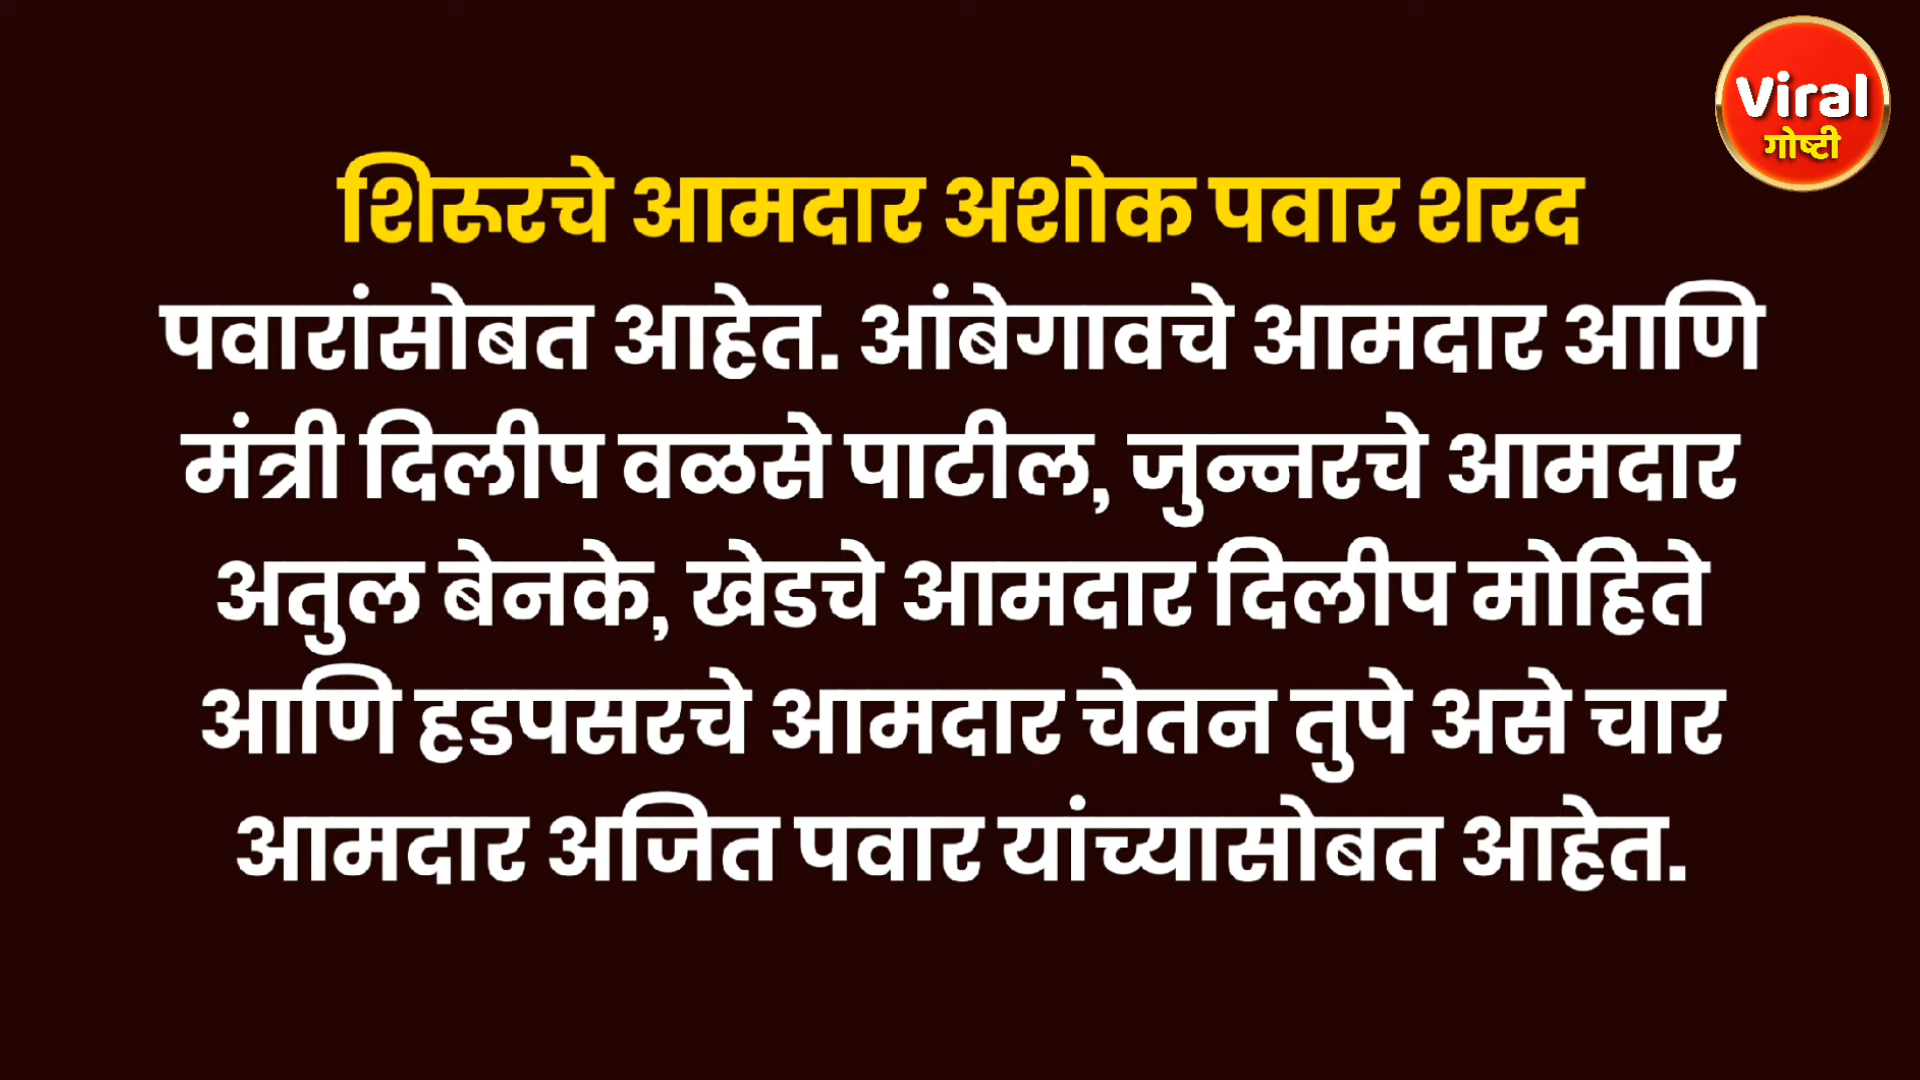 Viral
गोष्टी
शिरूरचे आमदार अशोक पवार शरद
पवारांसोबत आहेत. आंबेगावचे आमदार आणि
मंत्री दिलीप वळसे पाटील, जुन्नरचे आमदार
अतुल बेनके, खेडचे आमदार दिलीप मोहिते
आणि हडपसरचे आमदार चेतन तुपे असे चार
आमदार अजित पवार यांच्यासोबत आहेत.